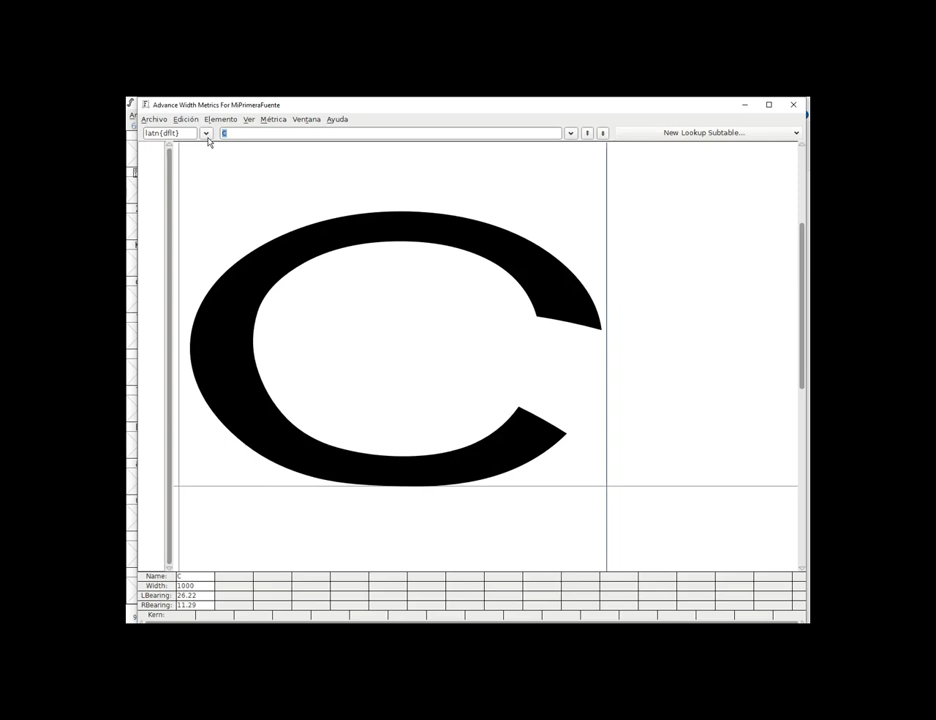 Advance Width Metrics For MiPrimeraFuente
Archivo Edición Elemento Ver Métrica Ventana Ayuda
latn{dflt} C New Lookup Subtable...
C
Name: C
Width: 1000
LBearing: 26.22
RBearing: 11.29
Kern: